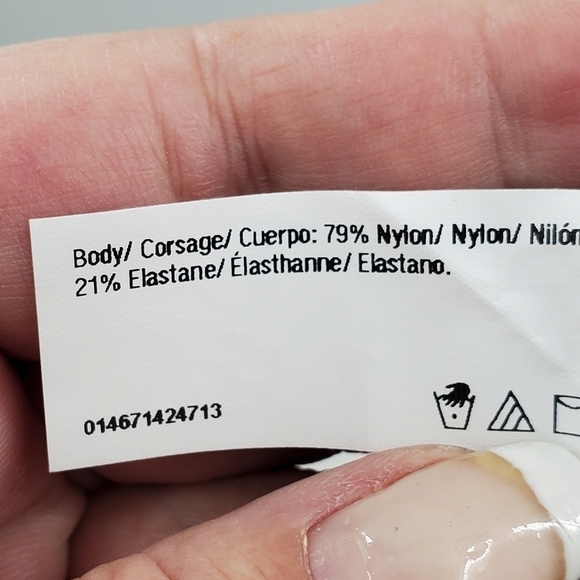 Body/ Corsage/ Cuerpo: 79% Nylon/ Nylon/ Nilón
21% Elastane/ Élasthanne/ Elastano.
014671424713